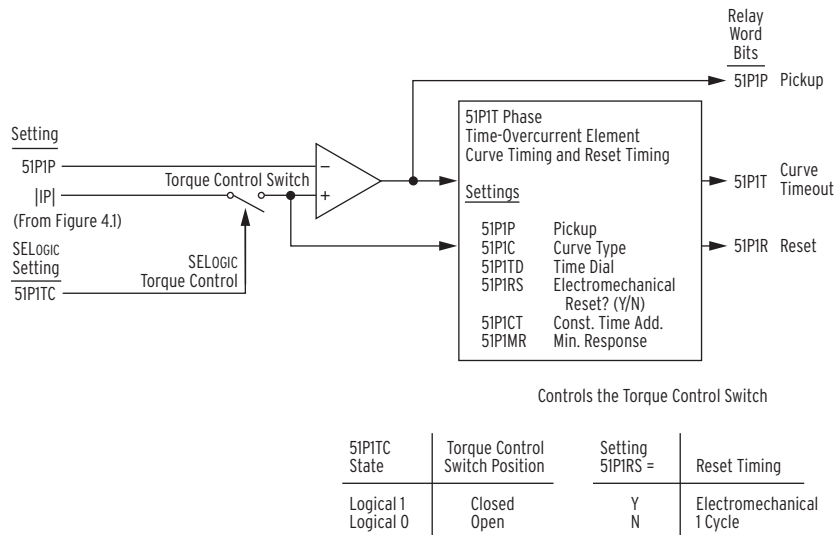 Relay
Word
Bits
51P1P Pickup
51P1T Phase
Time-Overcurrent Element
Curve Timing and Reset Timing
Setting
51P1P
Torque Control Switch
|IP|
(From Figure 4.1)
SELOGIC
Setting
51P1TC
SELOGIC
Torque Control
−
+
Settings
51P1P Pickup
51P1C Curve Type
51P1TD Time Dial
51P1RS Electromechanical
Reset? (Y/N)
51P1CT Const. Time Add.
51P1MR Min. Response
51P1T Curve
Timeout
51P1R Reset
Controls the Torque Control Switch
51P1TC State Torque Control Switch Position
Logical 1 Closed
Logical 0 Open
Setting 51P1RS = Reset Timing
Y Electromechanical
N 1 Cycle